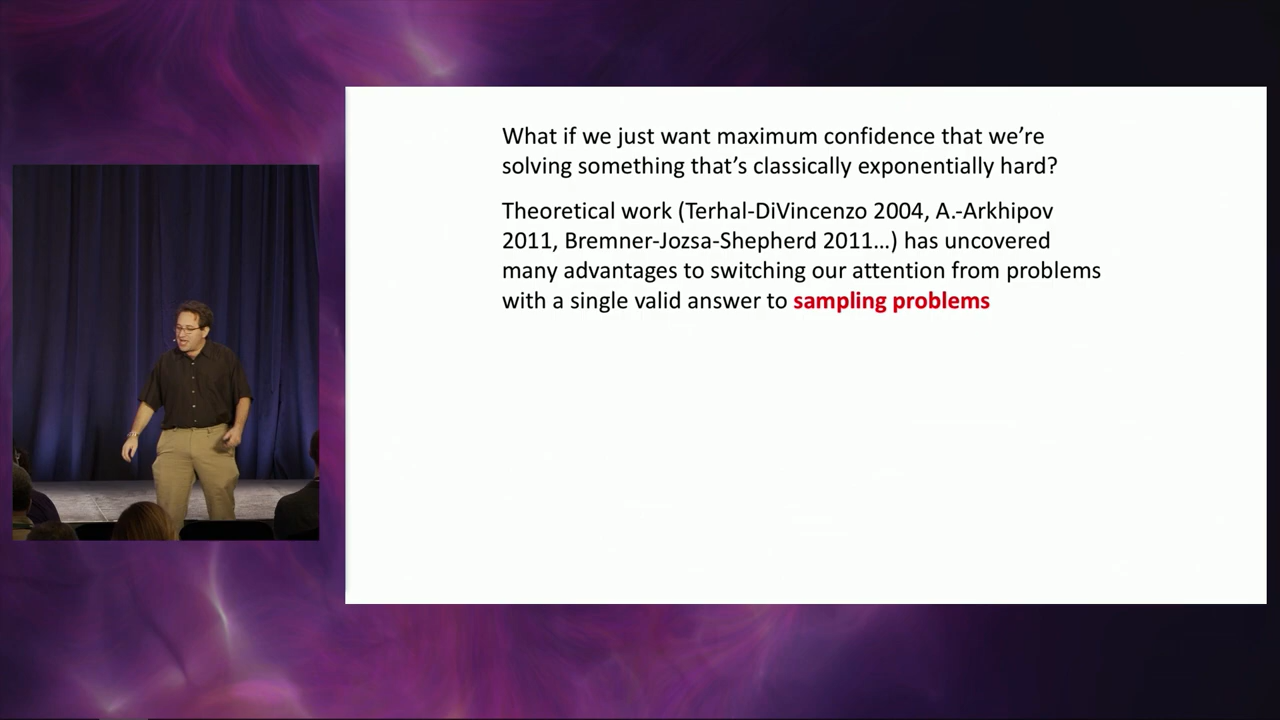 What if we just want maximum confidence that we’re
solving something that’s classically exponentially hard?
Theoretical work (Terhal-DiVincenzo 2004, A.-Arkhipov
2011, Bremner-Jozsa-Shepherd 2011…) has uncovered
many advantages to switching our attention from problems
with a single valid answer to sampling problems